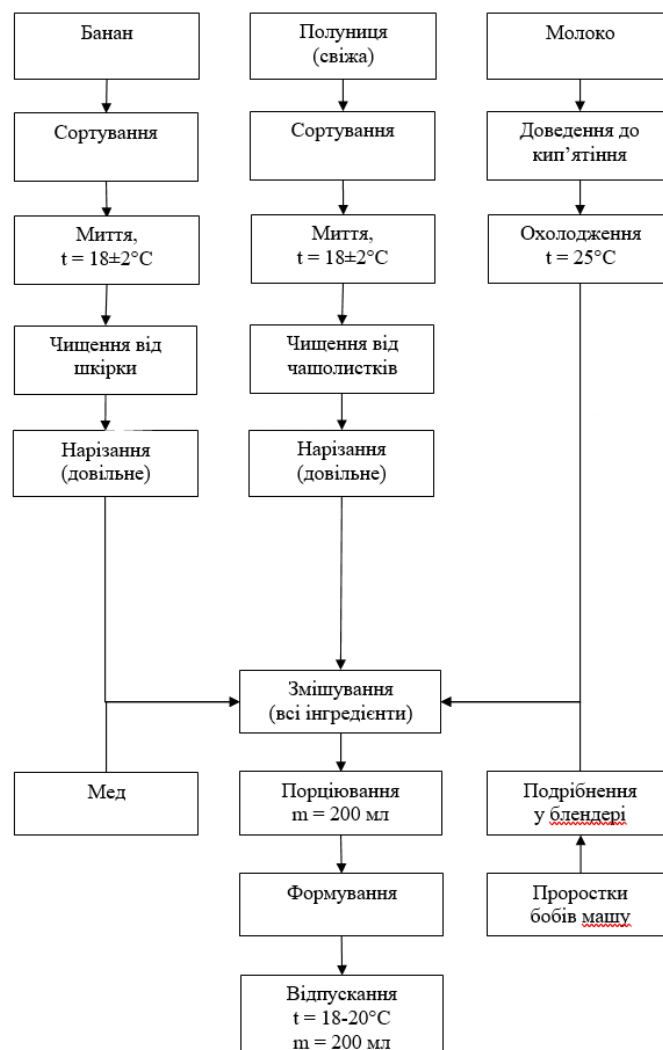 Банан
Полуниця
(свіжа)
Молоко
Сортування
Сортування
Доведення до
кип’ятіння
Миття,
t = 18±2°C
Миття,
t = 18±2°C
Охолодження
t = 25°C
Чищення від
шкірки
Чищення від
чашолистків
Нарізання
(довільне)
Нарізання
(довільне)
Змішування
(всі інгредієнти)
Мед
Порціювання
m = 200 мл
Подрібнення
у блендері
Формування
Проростки
бобів машу
Відпускання
t = 18-20°C
m = 200 мл